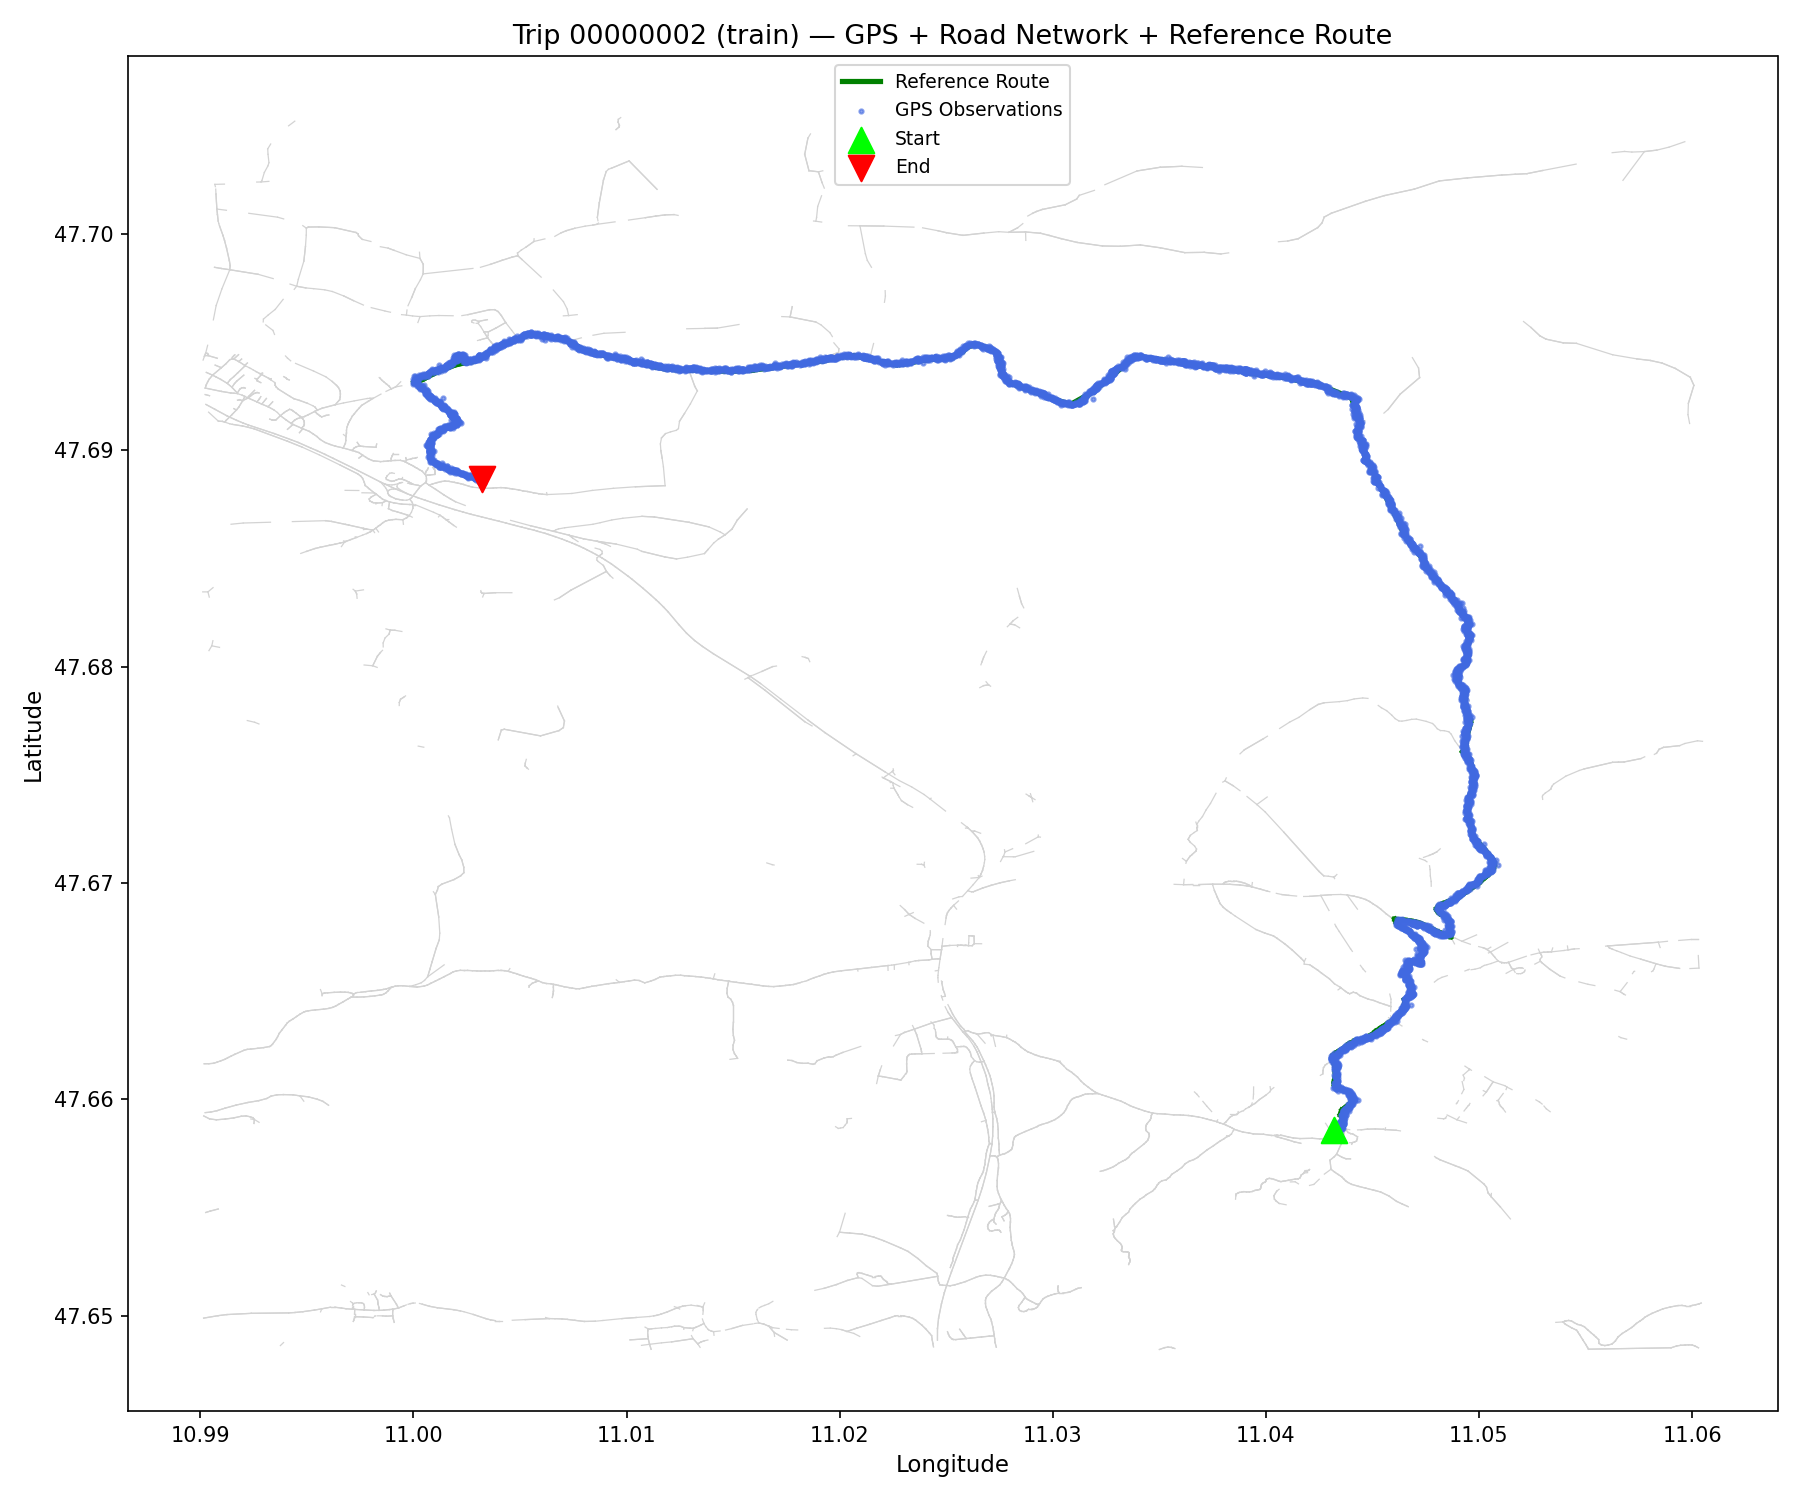 Trip 00000002 (train) — GPS + Road Network + Reference Route
Reference Route
GPS Observations
Start
End
47.70
47.69
47.68
47.67
47.66
47.65
Latitude
10.99 11.00 11.01 11.02 11.03 11.04 11.05 11.06
Longitude